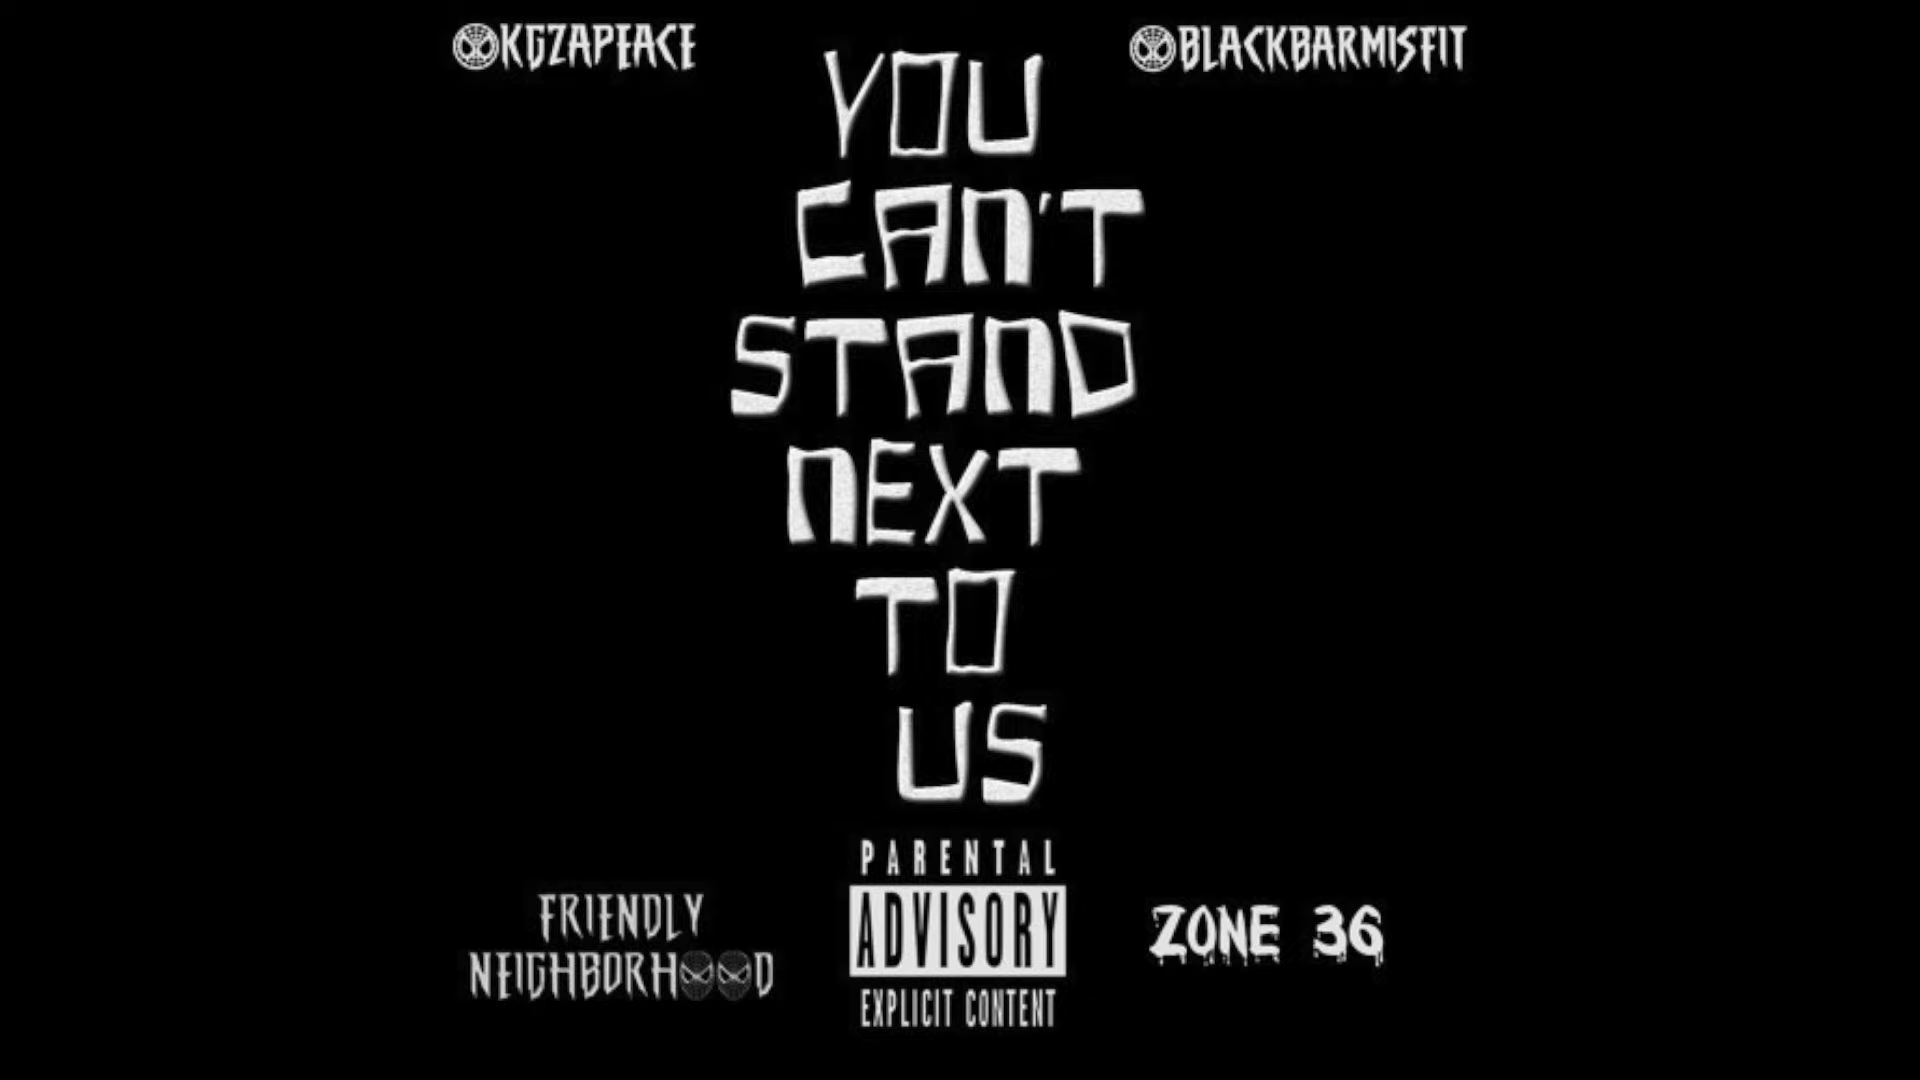 @KGZAPEACE
@BLACKBARMISFIT
YOU
CAN'T
STAND
NEXT
TO
US
PARENTAL
ADVISORY
EXPLICIT CONTENT
FRIENDLY
NEIGHBORHOOD
ZONE 36